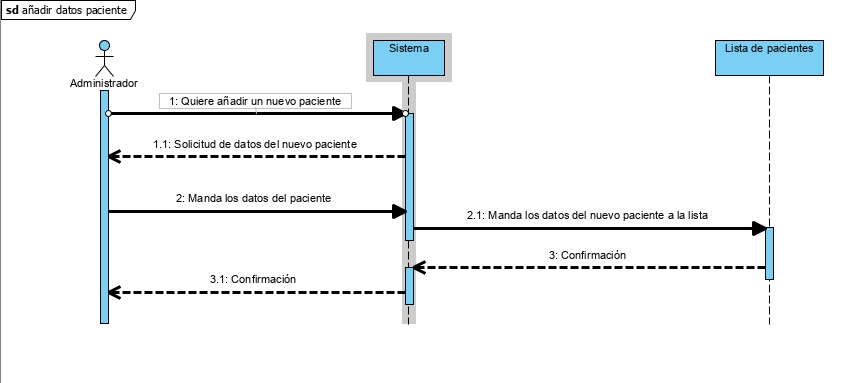 sd añadir datos paciente
Sistema
Lista de pacientes
Administrador
1: Quiere añadir un nuevo paciente
1.1: Solicitud de datos del nuevo paciente
2: Manda los datos del paciente
2.1: Manda los datos del nuevo paciente a la lista
3: Confirmación
3.1: Confirmación